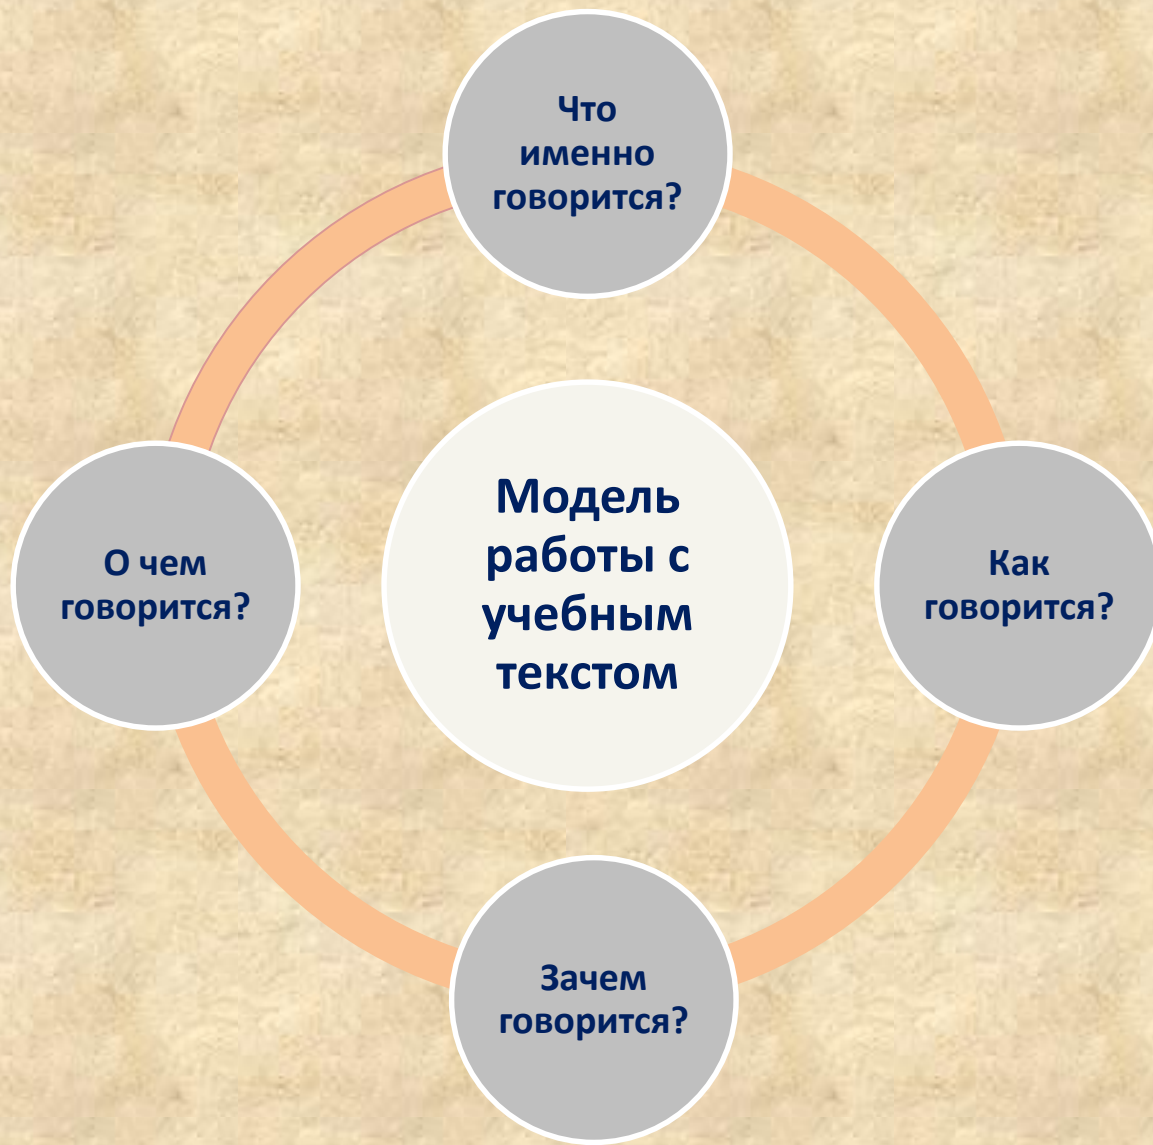 Что
именно
говорится?
Модель
работы с
учебным
текстом
О чем
говорится?
Как
говорится?
Зачем
говорится?